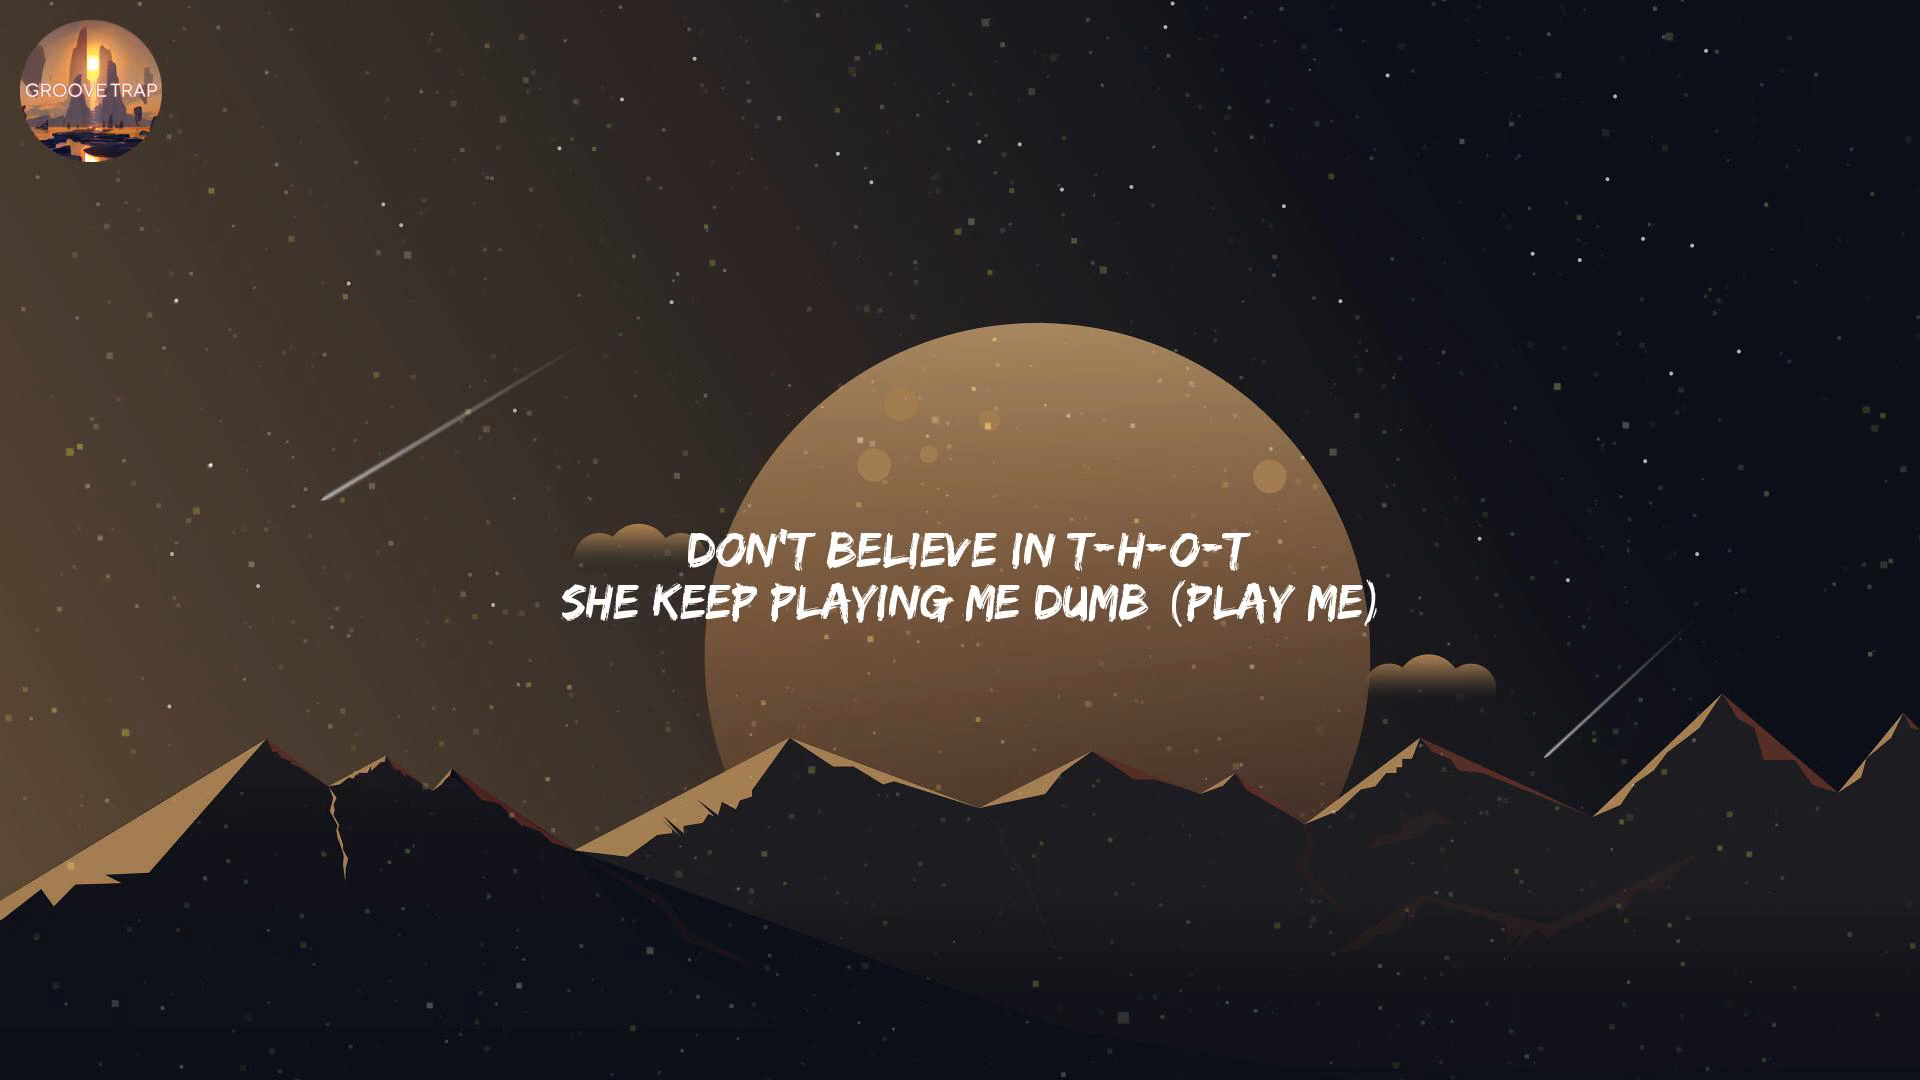 GROOVE TRAP
DON'T BELIEVE IN T-H-O-T
SHE KEEP PLAYING ME DUMB (PLAY ME)